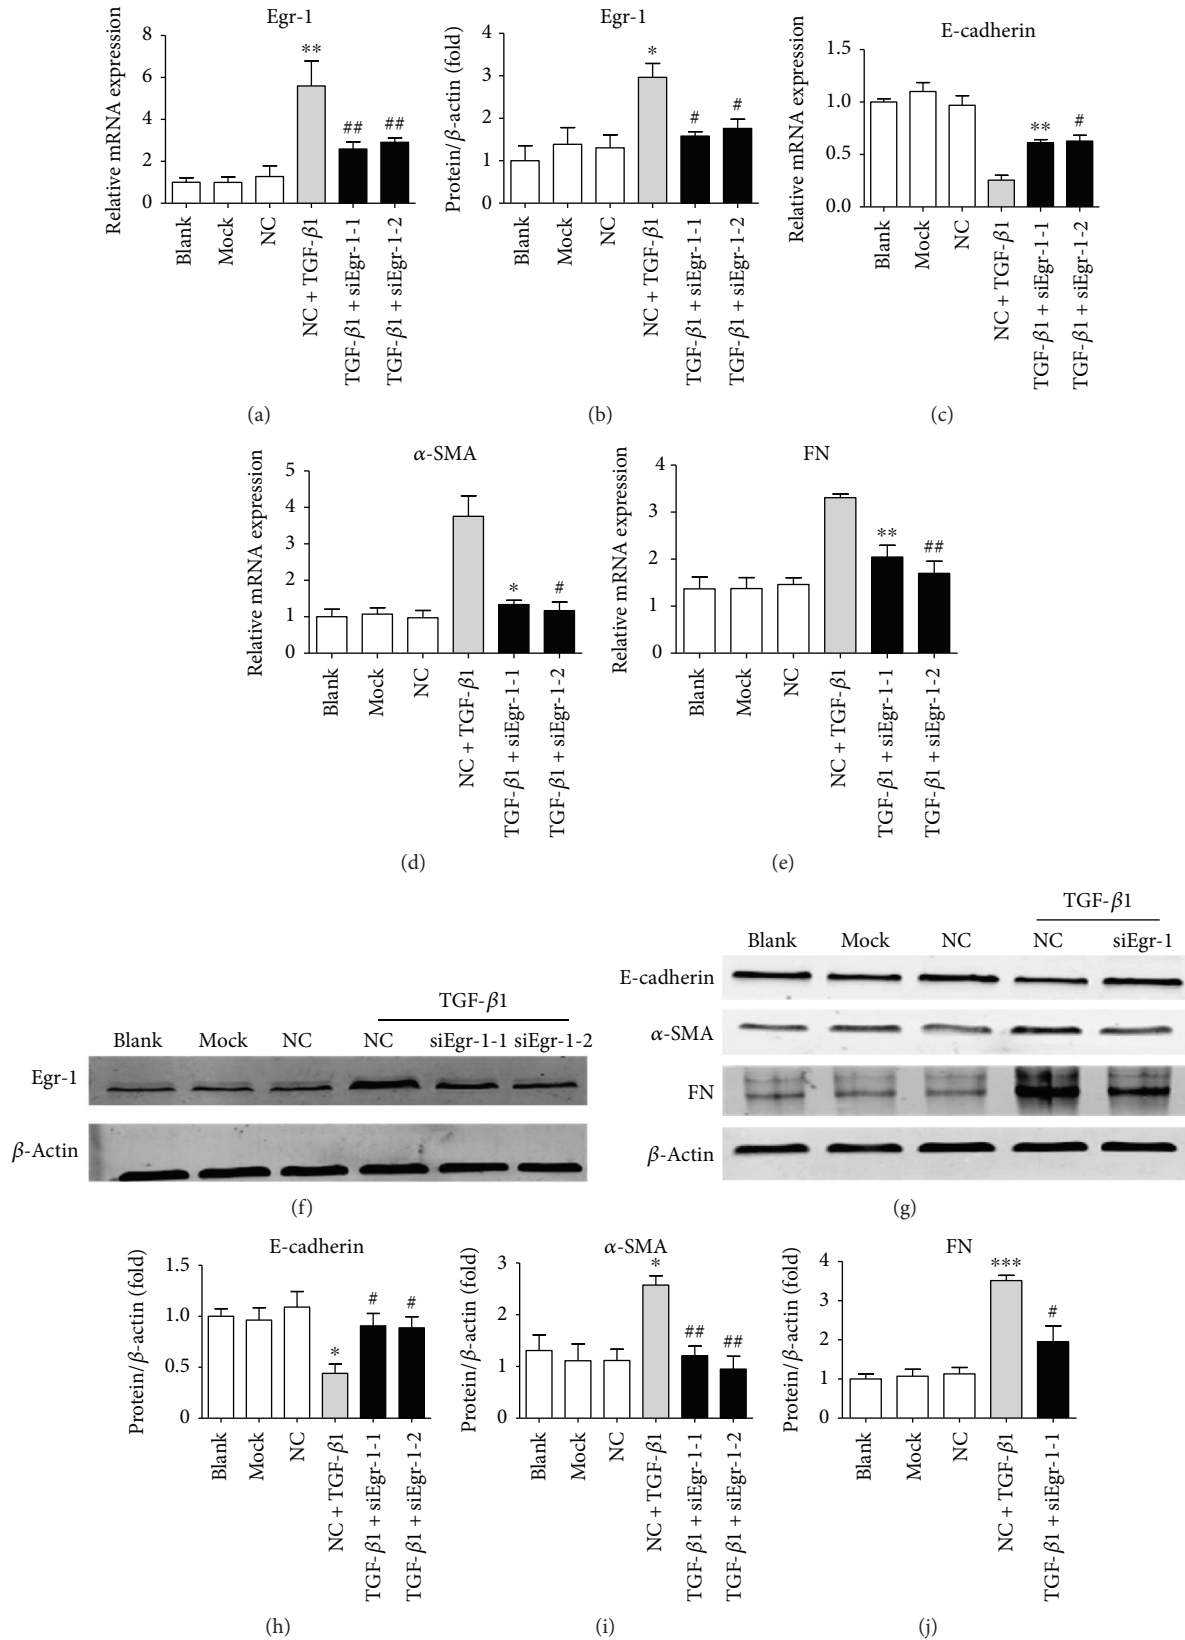 Egr-1
Relative mRNA expression
8
6
4
2
0
**
##
##
Blank
Mock
NC
NC + TGF-β1
TGF-β1 + siEgr-1-1
TGF-β1 + siEgr-1-2
(a)
Egr-1
Protein/β-actin (fold)
4
3
2
1
0
*
#
#
Blank
Mock
NC
NC + TGF-β1
TGF-β1 + siEgr-1-1
TGF-β1 + siEgr-1-2
(b)
E-cadherin
Relative mRNA expression
1.5
1.0
0.5
0.0
**
#
Blank
Mock
NC
NC + TGF-β1
TGF-β1 + siEgr-1-1
TGF-β1 + siEgr-1-2
(c)
α-SMA
Relative mRNA expression
5
4
3
2
1
0
*
#
Blank
Mock
NC
NC + TGF-β1
TGF-β1 + siEgr-1-1
TGF-β1 + siEgr-1-2
(d)
FN
Relative mRNA expression
4
3
2
1
0
**
##
Blank
Mock
NC
NC + TGF-β1
TGF-β1 + siEgr-1-1
TGF-β1 + siEgr-1-2
(e)
TGF-β1
Blank Mock NC NC siEgr-1-1 siEgr-1-2
Egr-1
β-Actin
(f)
TGF-β1
Blank Mock NC NC siEgr-1
E-cadherin
α-SMA
FN
β-Actin
(g)
E-cadherin
Protein/β-actin (fold)
1.5
1.0
0.5
0
*
#
#
Blank
Mock
NC
NC + TGF-β1
TGF-β1 + siEgr-1-1
TGF-β1 + siEgr-1-2
(h)
α-SMA
Protein/β-actin (fold)
3
2
1
0
*
##
##
Blank
Mock
NC
NC + TGF-β1
TGF-β1 + siEgr-1-1
TGF-β1 + siEgr-1-2
(i)
FN
Protein/β-actin (fold)
4
3
2
1
0
***
#
Blank
Mock
NC
NC + TGF-β1
TGF-β1 + siEgr-1-1
(j)